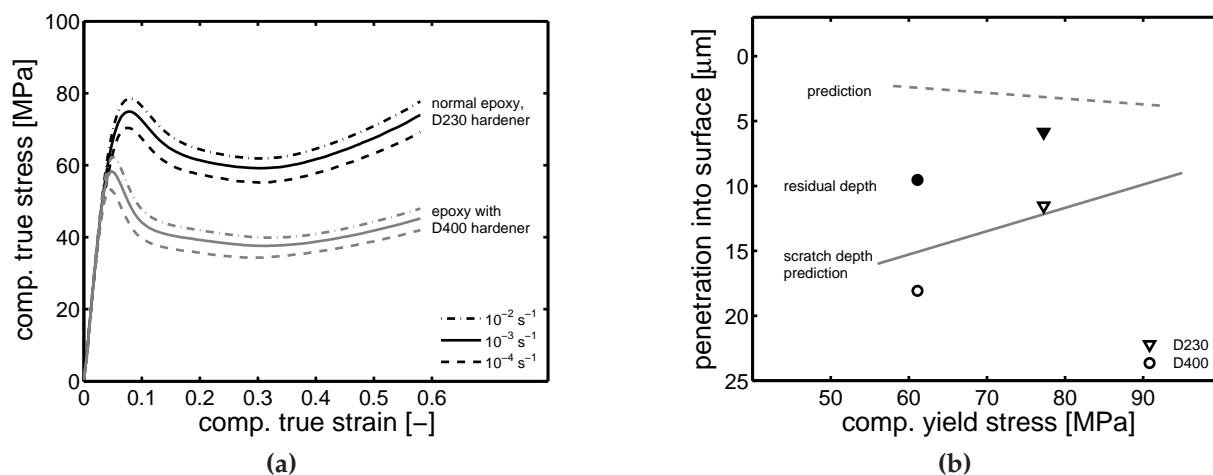 100
80
60
40
20
0
0
0.1
0.2
0.3
0.4
0.5
0.6
comp. true stress [MPa]
comp. true strain [−]
normal epoxy,
D230 hardener
epoxy with
D400 hardener
10−2 s−1
10−3 s−1
10−4 s−1
(a)
0
5
10
15
20
25
50
60
70
80
90
penetration into surface [μm]
comp. yield stress [MPa]
prediction
residual depth
scratch depth
prediction
D230
D400
(b)